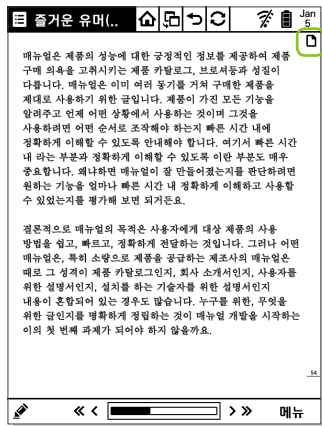 즐거운 유머(..
Jan
5
매뉴얼은 제품의 성능에 대한 긍정적인 정보를 제공하여 제품
구매 의욕을 고취시키는 제품 카탈로그, 브로셔등과 성질이
다릅니다. 매뉴얼은 이미 여러 동기를 거쳐 구매한 제품을
제대로 사용하기 위한 글입니다. 제품이 가진 모든 기능을
알려주고 언제 어떤 상황에서 사용하는 것이며 그것을
사용하려면 어떤 순서로 조작해야 하는지 빠른 시간 내에
정확하게 이해할 수 있도록 안내해야 합니다. 여기서 빠른 시간
내 라는 부분과 정확하게 이해할 수 있도록 이란 부분도 매우
중요합니다. 왜냐하면 매뉴얼이 잘 만들어졌는지를 판단하려면
원하는 기능을 얼마나 빠른 시간 내 정확하게 이해하고 사용할
수 있었는지를 평가해 보면 되거든요.
결론적으로 매뉴얼의 목적은 사용자에게 대상 제품의 사용
방법을 쉽고, 빠르고, 정확하게 전달하는 것입니다. 그러나 어떤
매뉴얼은, 특히 소량으로 제품을 공급하는 제조사의 매뉴얼은
때로 그 성격이 제품 카탈로그인지, 회사 소개서인지, 사용자를
위한 설명서인지, 설치를 하는 기술자를 위한 설명서인지
내용이 혼합되어 있는 경우도 많습니다. 누구를 위한, 무엇을
위한 글인지를 명확하게 정립하는 것이 매뉴얼 개발을 시작하는
이의 첫 번째 과제가 되어야 하지 않을까요.
54
메뉴